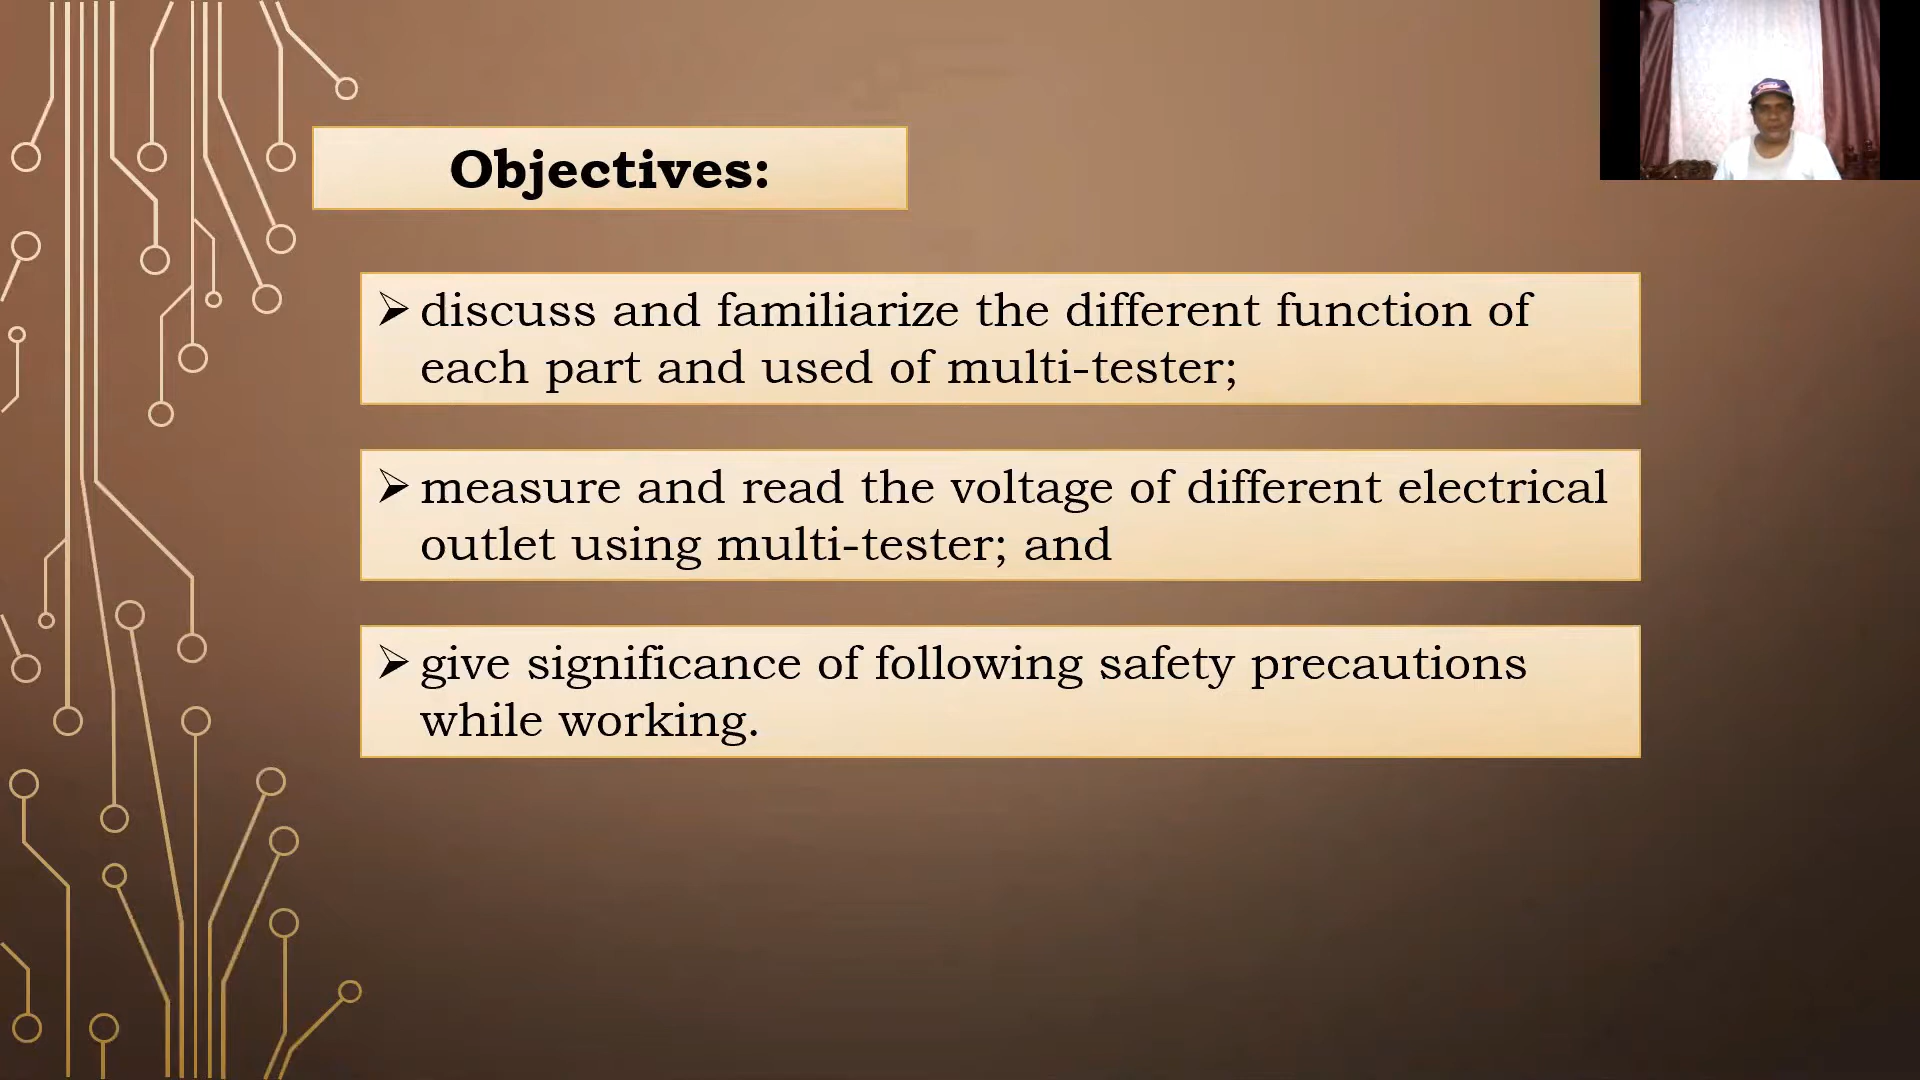 Objectives:
➢ discuss and familiarize the different function of
each part and used of multi-tester;
➢ measure and read the voltage of different electrical
outlet using multi-tester; and
➢ give significance of following safety precautions
while working.